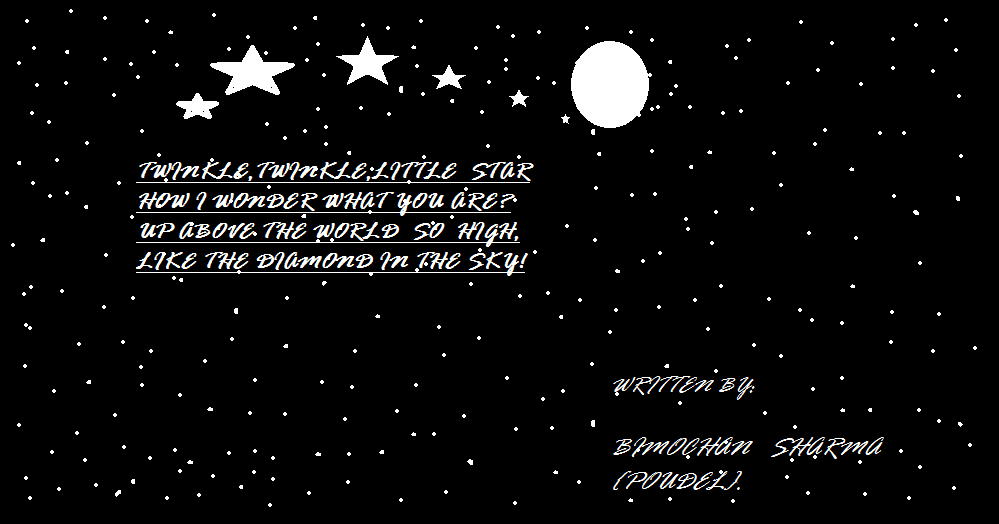 TWINKLE,TWINKLE,LITTLE STAR
HOW I WONDER WHAT YOU ARE?
UP ABOVE THE WORLD SO HIGH,
LIKE THE DIAMOND IN THE SKY!
WRITTEN BY:
BIMOCHAN SHARMA
(POUDEL).